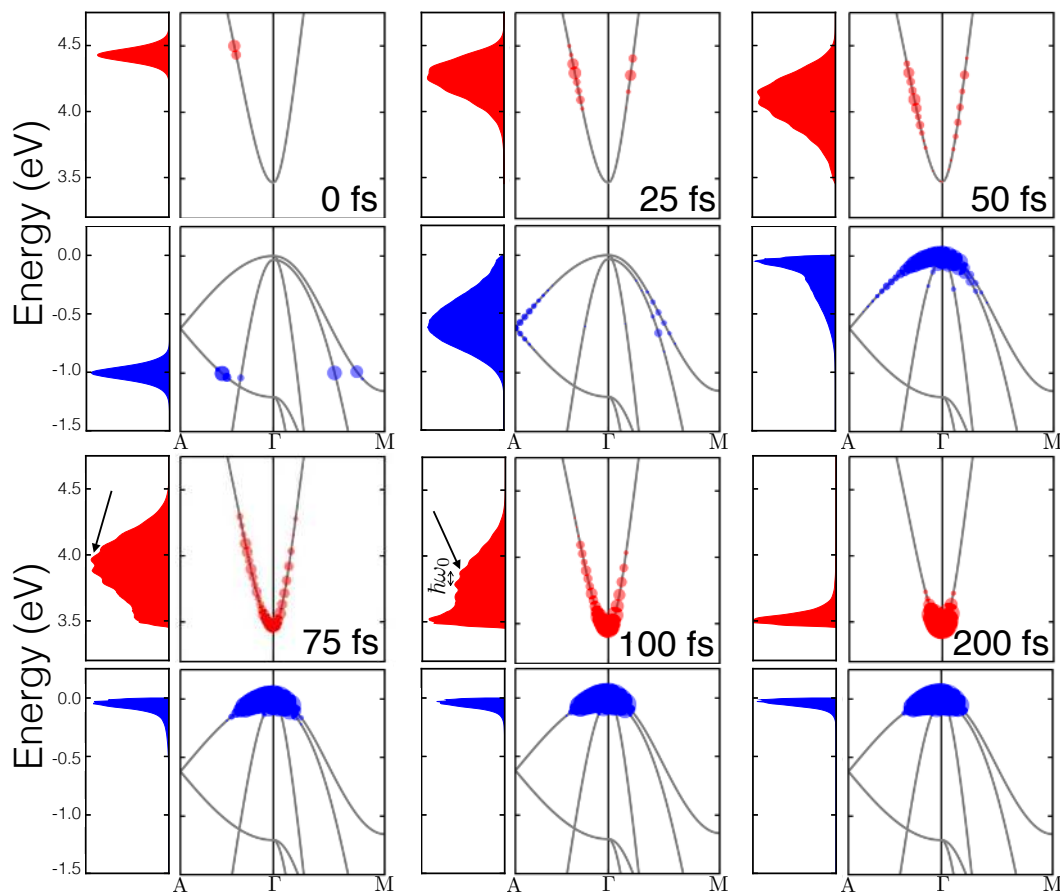 Energy (eV)
4.5
4.0
3.5
0 fs
25 fs
50 fs
0.0
-0.5
-1.0
-1.5
A Γ M
A Γ M
A Γ M
Energy (eV)
4.5
4.0
3.5
ħω₀
75 fs
100 fs
200 fs
0.0
-0.5
-1.0
-1.5
A Γ M
A Γ M
A Γ M